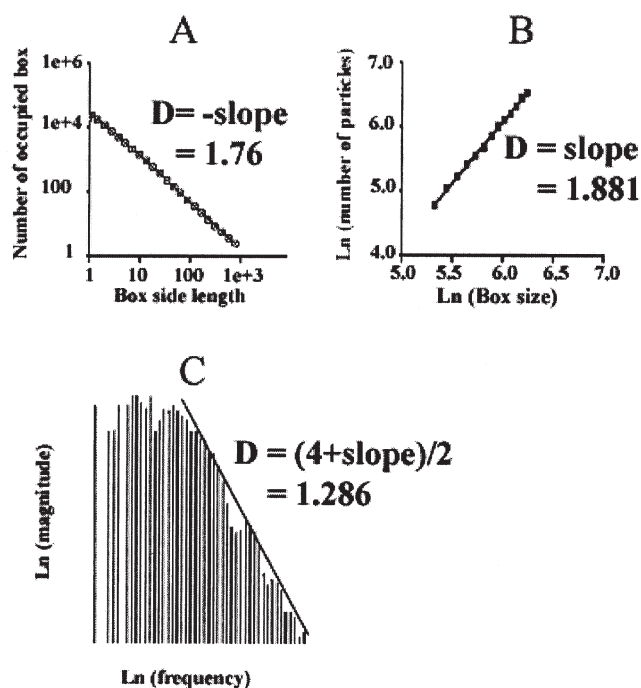 A
Number of occupied box
1e+6
1e+4
100
1
1
10
100
1e+3
Box side length
D= -slope
= 1.76
B
Ln (number of particles)
7.0
6.0
5.0
4.0
5.0
5.5
6.0
6.5
7.0
Ln (Box size)
D = slope
= 1.881
C
Ln (magnitude)
D = (4+slope)/2
= 1.286
Ln (frequency)